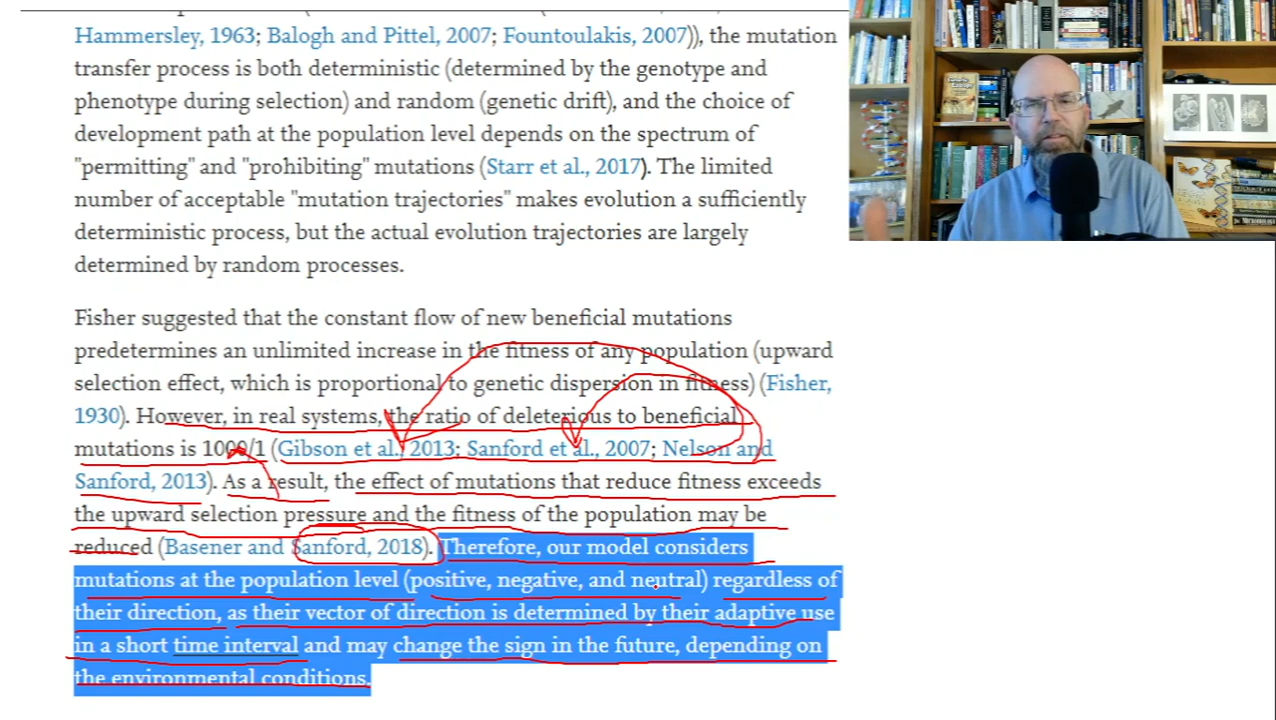 Hammersley, 1963; Balogh and Pittel, 2007; Fountoulakis, 2007)), the mutation
transfer process is both deterministic (determined by the genotype and
phenotype during selection) and random (genetic drift), and the choice of
development path at the population level depends on the spectrum of
"permitting" and "prohibiting" mutations (Starr et al., 2017). The limited
number of acceptable "mutation trajectories" makes evolution a sufficiently
deterministic process, but the actual evolution trajectories are largely
determined by random processes.
Fisher suggested that the constant flow of new beneficial mutations
predetermines an unlimited increase in the fitness of any population (upward
selection effect, which is proportional to genetic dispersion in fitness) (Fisher,
1930). However, in real systems, the ratio of deleterious to beneficial
mutations is 1000/1 (Gibson et al., 2013; Sanford et al., 2007; Nelson and
Sanford, 2013). As a result, the effect of mutations that reduce fitness exceeds
the upward selection pressure and the fitness of the population may be
reduced (Basener and Sanford, 2018). Therefore, our model considers
mutations at the population level (positive, negative, and neutral) regardless of
their direction, as their vector of direction is determined by their adaptive use
in a short time interval and may change the sign in the future, depending on
the environmental conditions.